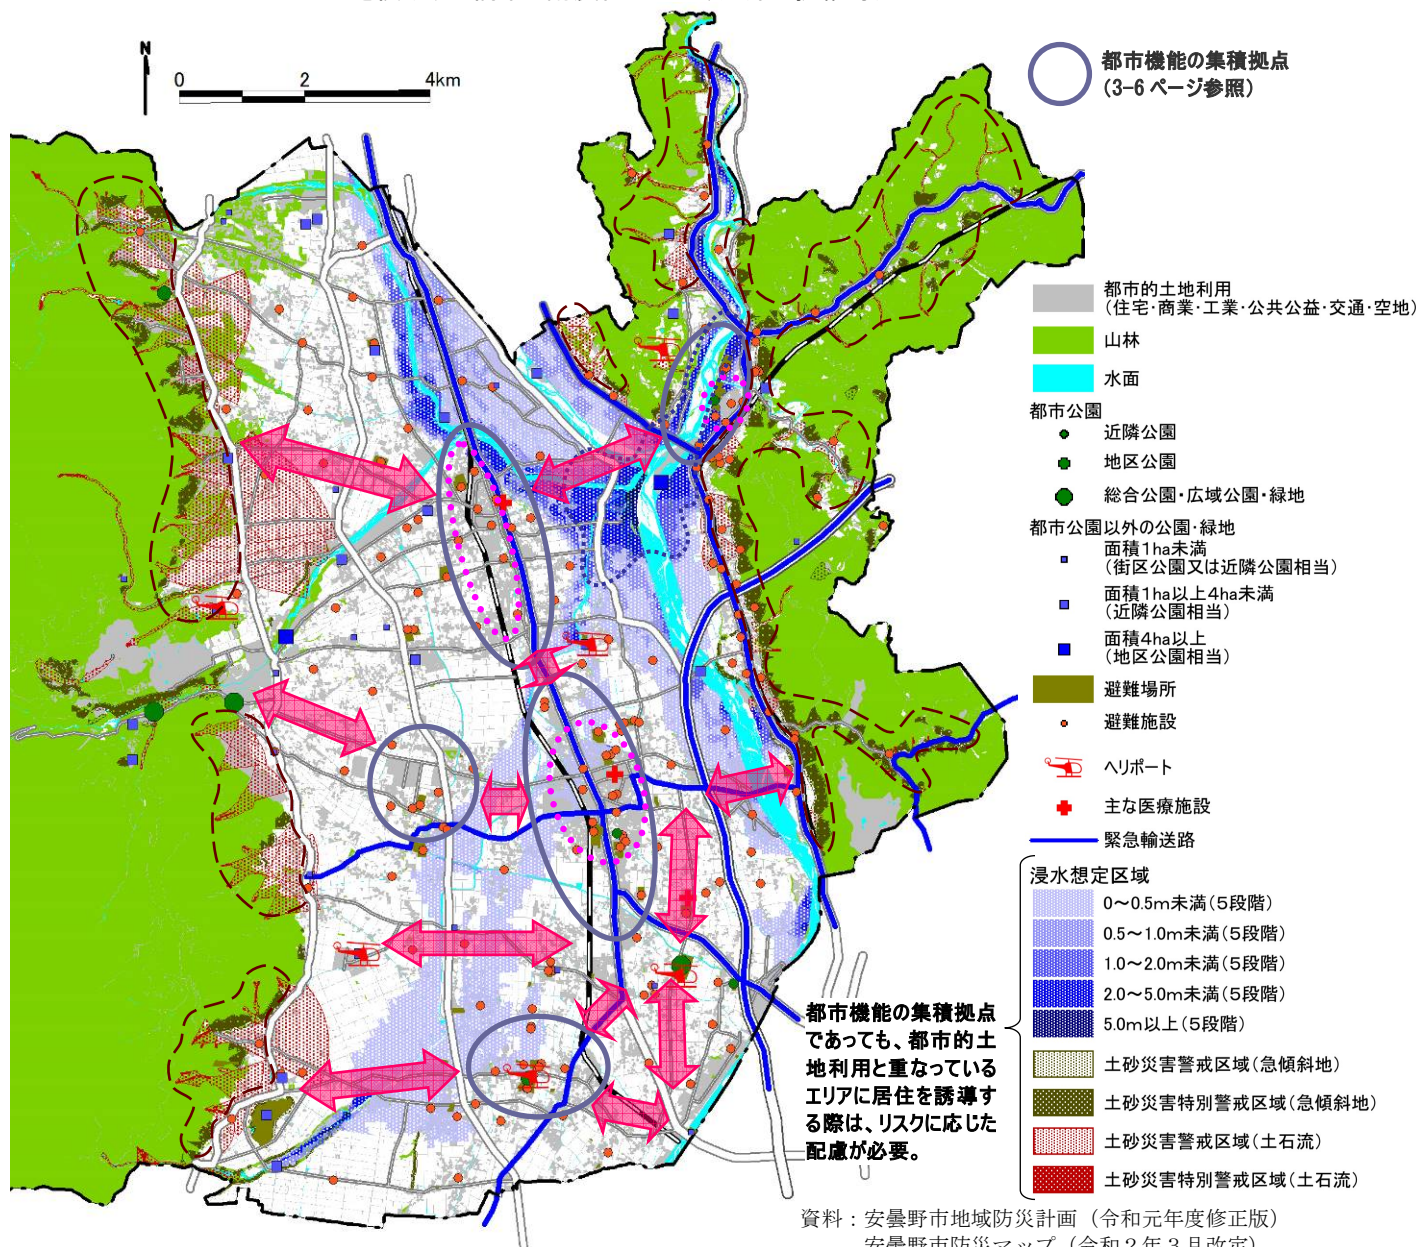 N
0 2 4km
都市機能の集積拠点
(3-6 ページ参照)
都市的土地利用
(住宅・商業・工業・公共公益・交通・空地)
山林
水面
都市公園
近隣公園
地区公園
総合公園・広域公園・緑地
都市公園以外の公園・緑地
面積1ha未満
(街区公園又は近隣公園相当)
面積1ha以上4ha未満
(近隣公園相当)
面積4ha以上
(地区公園相当)
避難場所
避難施設
ヘリポート
主な医療施設
緊急輸送路
浸水想定区域
0～0.5m未満(5段階)
0.5～1.0m未満(5段階)
1.0～2.0m未満(5段階)
2.0～5.0m未満(5段階)
5.0m以上(5段階)
土砂災害警戒区域(急傾斜地)
土砂災害特別警戒区域(急傾斜地)
土砂災害警戒区域(土石流)
土砂災害特別警戒区域(土石流)
都市機能の集積拠点
であっても、都市的土
地利用と重なっている
エリアに居住を誘導す
る際は、リスクに応じた
配慮が必要。
資料：安曇野市地域防災計画（令和元年度修正版）
安曇野市防災マップ（令和２年３月改定）